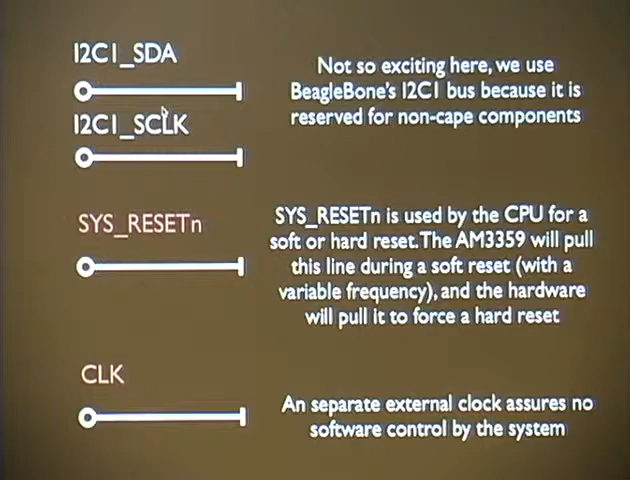 I2C1_SDA
Not so exciting here, we use
BeagleBone's I2C1 bus because it is
reserved for non-cape components
I2C1_SCLK
SYS_RESETn
SYS_RESETn is used by the CPU for a
soft or hard reset. The AM3359 will pull
this line during a soft reset (with a
variable frequency), and the hardware
will pull it to force a hard reset
CLK
An separate external clock assures no
software control by the system